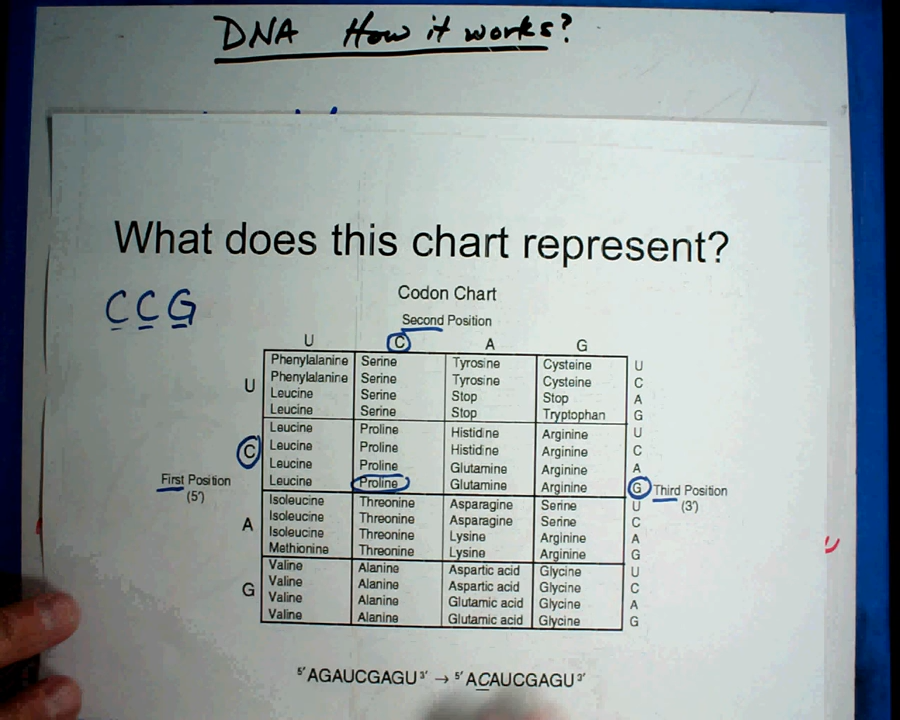 DNA How it works?
What does this chart represent?
CCG
Codon Chart
Second Position
U C A G
Phenylalanine Serine Tyrosine Cysteine U
Phenylalanine Serine Tyrosine Cysteine C
U Leucine Serine Stop Stop A
Leucine Serine Stop Tryptophan G
Leucine Proline Histidine Arginine U
C Leucine Proline Histidine Arginine C
Leucine Proline Glutamine Arginine A
Leucine Proline Glutamine Arginine G
First Position
(5')
Third Position
(3')
Isoleucine Threonine Asparagine Serine U
A Isoleucine Threonine Asparagine Serine C
Isoleucine Threonine Lysine Arginine A
Methionine Threonine Lysine Arginine G
Valine Alanine Aspartic acid Glycine U
G Valine Alanine Aspartic acid Glycine C
Valine Alanine Glutamic acid Glycine A
Valine Alanine Glutamic acid Glycine G
5' AGAUCGAGU 3' → 5' ACAUCGAGU 3'